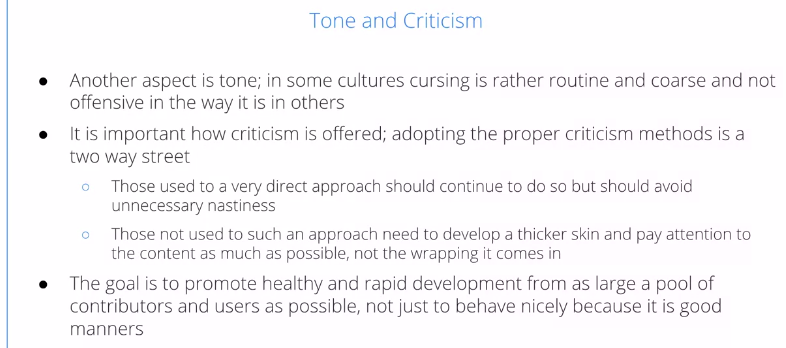 Tone and Criticism
● Another aspect is tone; in some cultures cursing is rather routine and coarse and not
offensive in the way it is in others
● It is important how criticism is offered; adopting the proper criticism methods is a
two way street
○ Those used to a very direct approach should continue to do so but should avoid
unnecessary nastiness
○ Those not used to such an approach need to develop a thicker skin and pay attention to
the content as much as possible, not the wrapping it comes in
● The goal is to promote healthy and rapid development from as large a pool of
contributors and users as possible, not just to behave nicely because it is good
manners